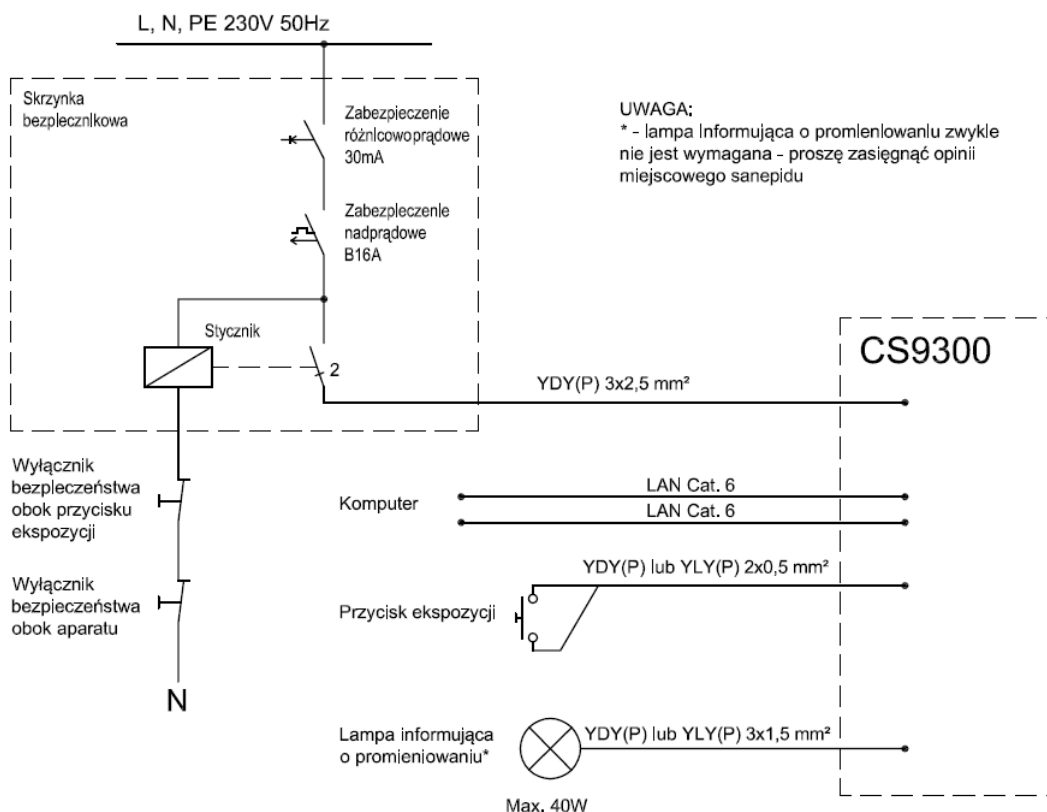 L, N, PE 230V 50Hz
Skrzynka
bezpiecznikowa
Zabezpieczenie
różnicowoprądowe
30mA
Zabezpieczenie
nadprądowe
B16A
UWAGA:
* - lampa informująca o promieniowaniu zwykle
nie jest wymagana - proszę zasięgnąć opinii
miejscowego sanepidu
Stycznik
2
CS9300
YDY(P) 3x2,5 mm²
Wyłącznik
bezpieczeństwa
obok przycisku
ekspozycji
Komputer
LAN Cat. 6
LAN Cat. 6
Wyłącznik
bezpieczeństwa
obok aparatu
YDY(P) lub YLY(P) 2x0,5 mm²
Przycisk ekspozycji
N
Lampa informująca
o promieniowaniu*
YDY(P) lub YLY(P) 3x1,5 mm²
Max. 40W